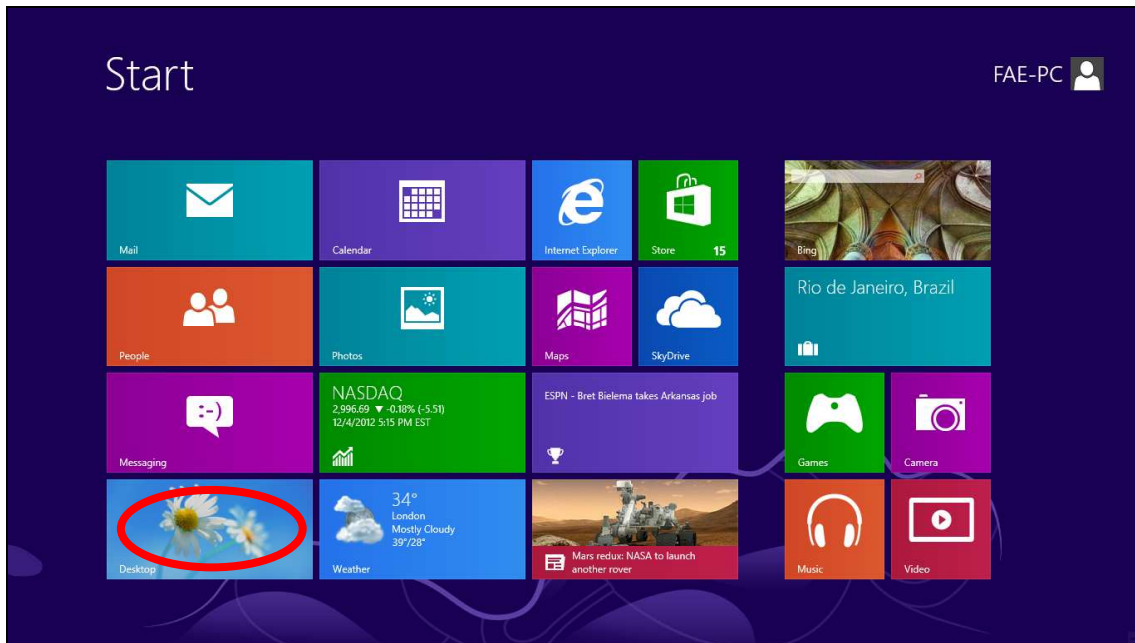 Start
FAE-PC
Mail
Calendar
Internet Explorer
Store 15
Bing
People
Photos
Maps
SkyDrive
Rio de Janeiro, Brazil
Messaging
NASDAQ
2,996.69 ▼ -0.18% (-5.51)
12/4/2012 5:15 PM EST
ESPN - Bret Bielema takes Arkansas job
Games
Camera
Desktop
34°
London
Mostly Cloudy
39°/28°
Weather
Mars redux: NASA to launch
another rover
Music
Video